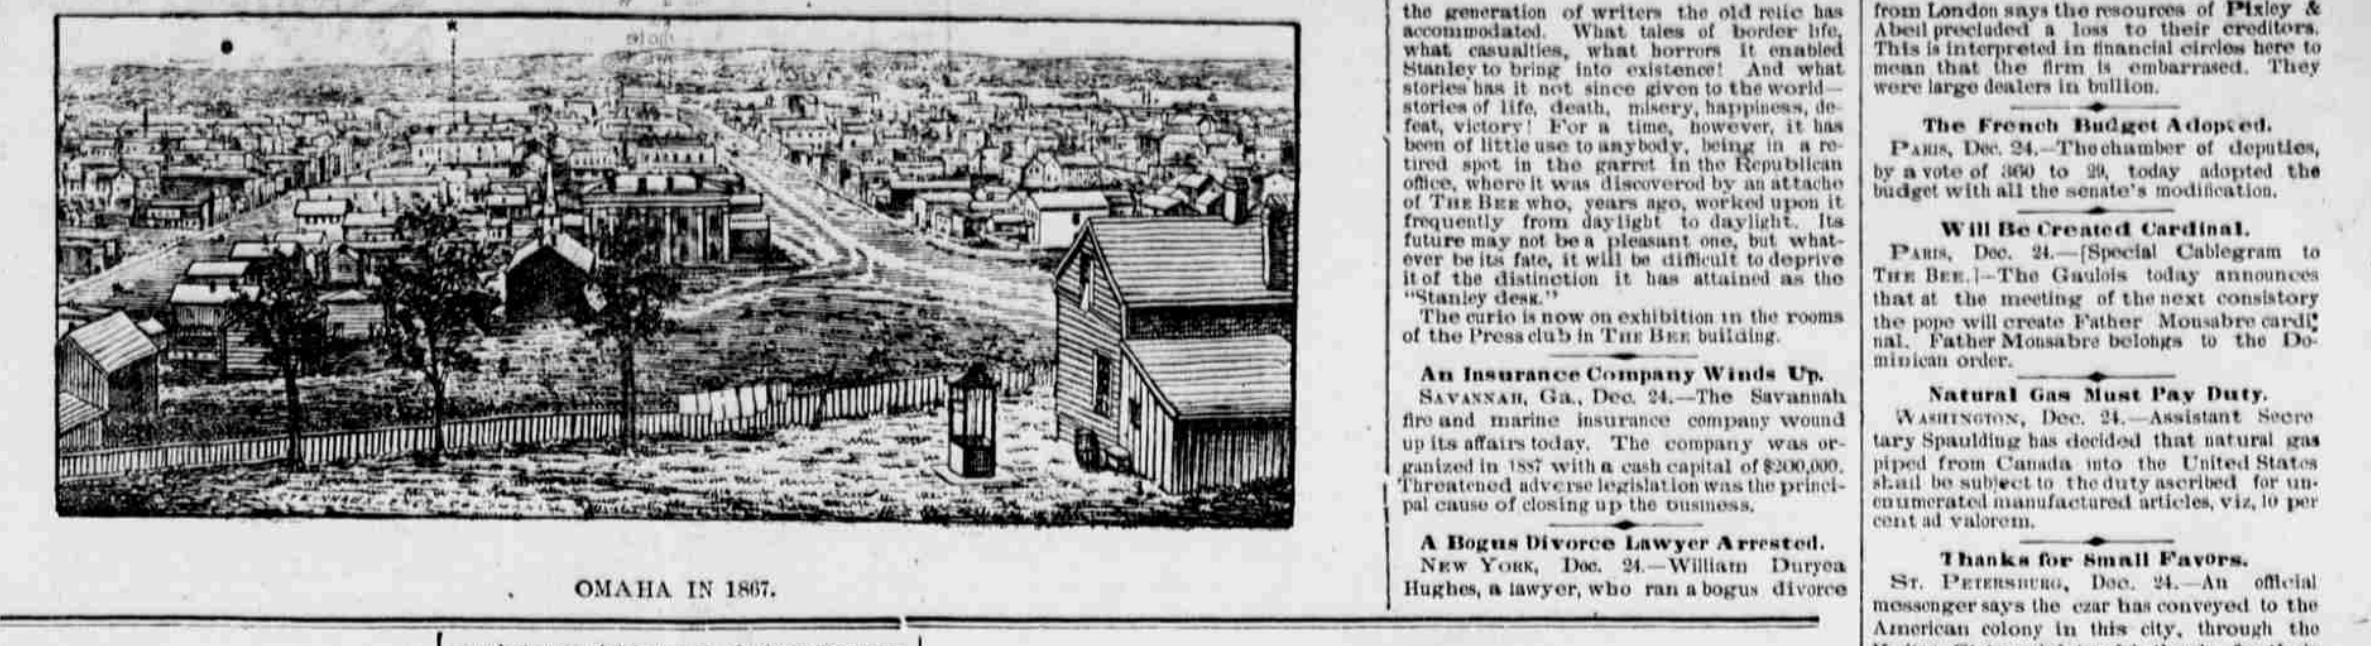 OMAHA IN 1867.
the generation of writers the old relic has
accommodated. What tales of border life,
what casualties, what horrors it enabled
Stanley to bring into existence! And what
stories has it not since given to the world—
stories of life, death, misery, happiness, de-
feat, victory! For a time, however, it has
been of little use to anybody, being in a re-
tired spot in the garret in the Republican
office, where it was discovered by an attache
of THE BEE who, years ago, worked upon it
frequently from daylight to daylight. Its
future may not be a pleasant one, but what-
ever be its fate, it will be difficult to deprive
it of the distinction it has attained as the
"Stanley desk."
The curio is now on exhibition in the rooms
of the Press club in THE BEE building.
An Insurance Company Winds Up.
SAVANNAH, Ga., Dec. 24.—The Savannah
fire and marine insurance company wound
up its affairs today. The company was or-
ganized in 1887 with a cash capital of $200,000.
Threatened adverse legislation was the princi-
pal cause of closing up the business.
A Bogus Divorce Lawyer Arrested.
NEW YORK, Dec. 24.—William Duryea
Hughes, a lawyer, who ran a bogus divorce
from London says the resources of Pixley &
Abell precluded a loss to their creditors.
This is interpreted in financial circles here to
mean that the firm is embarrased. They
were large dealers in bullion.
The French Budget Adopted.
PARIS, Dec. 24.—The chamber of deputies,
by a vote of 360 to 29, today adopted the
budget with all the senate's modification.
Will Be Created Cardinal.
PARIS, Dec. 24.—[Special Cablegram to
THE BEE.]—The Gaulois today announces
that at the meeting of the next consistory
the pope will create Father Monsabre cardi-
nal. Father Monsabre belongs to the Do-
minican order.
Natural Gas Must Pay Duty.
WASHINGTON, Dec. 24.—Assistant Secre
tary Spaulding has decided that natural gas
piped from Canada into the United States
shall be subject to the duty ascribed for un-
enumerated manufactured articles, viz, 10 per
cent ad valorem.
Thanks for Small Favors.
ST. PETERSBURG, Dec. 24.—An official
messenger says the czar has conveyed to the
American colony in this city, through the